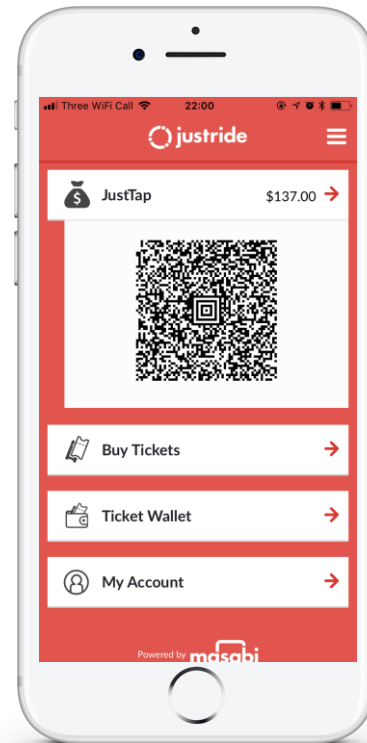 Three WiFi Call 22:00
justride
JustTap $137.00
Buy Tickets
Ticket Wallet
My Account
Powered by masabi